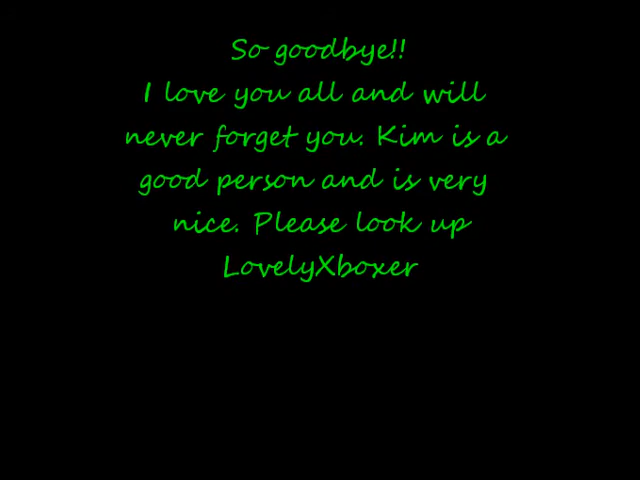 So goodbye!!
I love you all and will
never forget you. Kim is a
good person and is very
nice. Please look up
LovelyXboxer